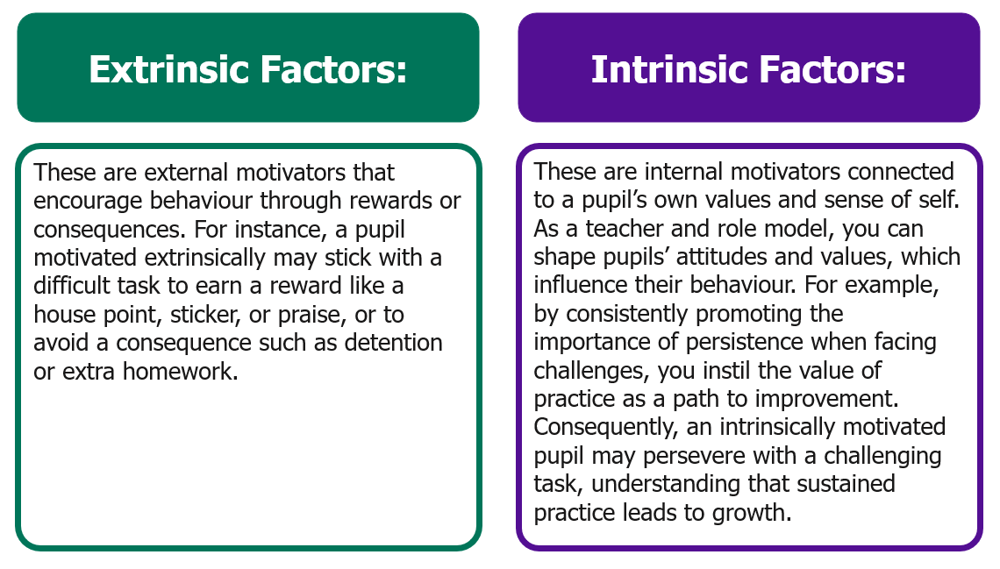 Extrinsic Factors:
These are external motivators that
encourage behaviour through rewards or
consequences. For instance, a pupil
motivated extrinsically may stick with a
difficult task to earn a reward like a
house point, sticker, or praise, or to
avoid a consequence such as detention
or extra homework.
Intrinsic Factors:
These are internal motivators connected
to a pupil’s own values and sense of self.
As a teacher and role model, you can
shape pupils’ attitudes and values, which
influence their behaviour. For example,
by consistently promoting the
importance of persistence when facing
challenges, you instil the value of
practice as a path to improvement.
Consequently, an intrinsically motivated
pupil may persevere with a challenging
task, understanding that sustained
practice leads to growth.